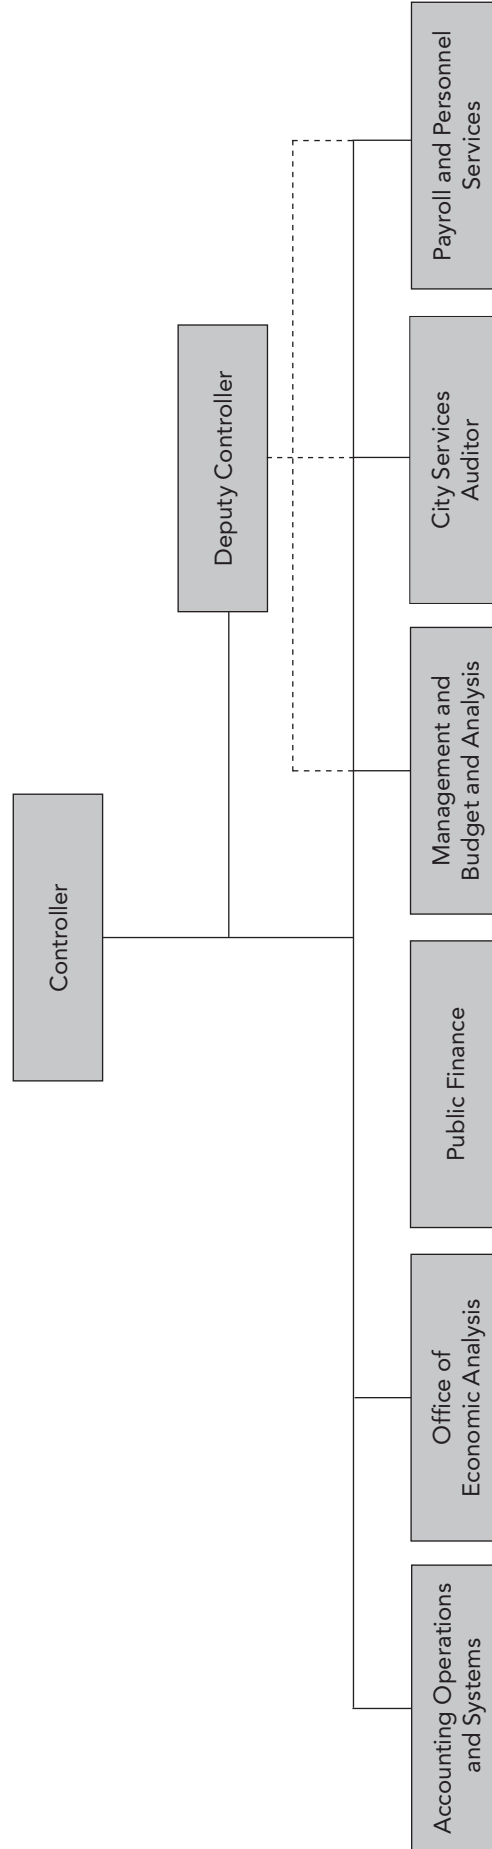 Controller
Deputy Controller
Accounting Operations
and Systems
Office of
Economic Analysis
Public Finance
Management and
Budget and Analysis
City Services
Auditor
Payroll and Personnel
Services